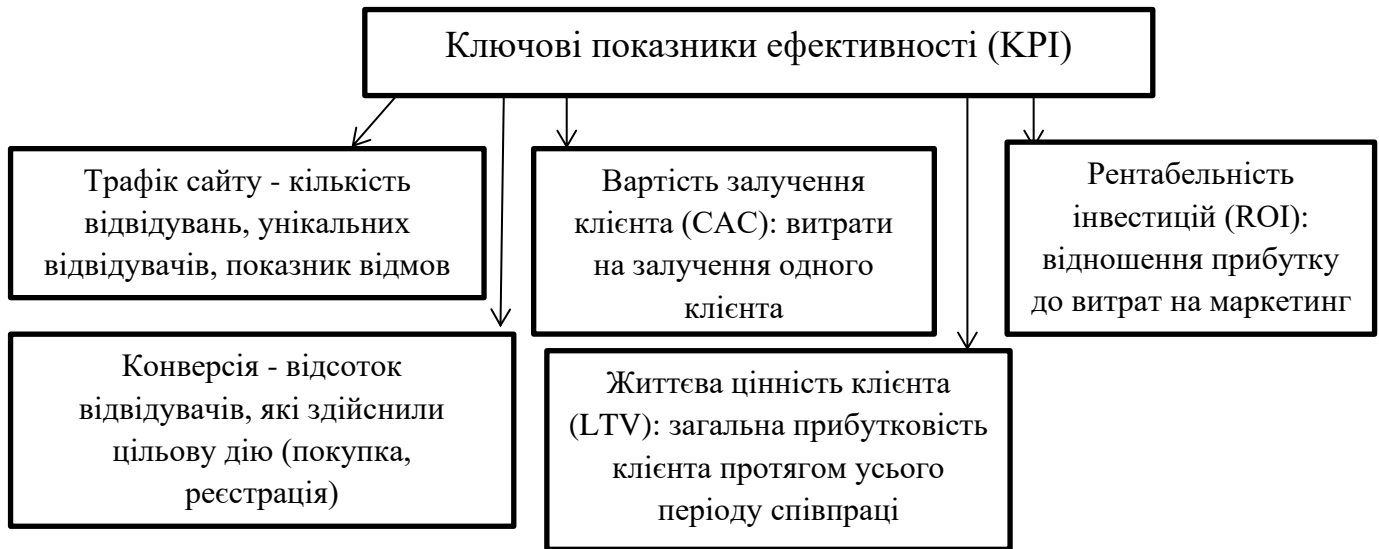 Ключові показники ефективності (KPI)
Трафік сайту - кількість
відвідувань, унікальних
відвідувачів, показник відмов
Вартість залучення
клієнта (CAC): витрати
на залучення одного
клієнта
Рентабельність
інвестицій (ROI):
відношення прибутку
до витрат на маркетинг
Конверсія - відсоток
відвідувачів, які здійснили
цільову дію (покупка,
реєстрація)
Життєва цінність клієнта
(LTV): загальна прибутковість
клієнта протягом усього
періоду співпраці